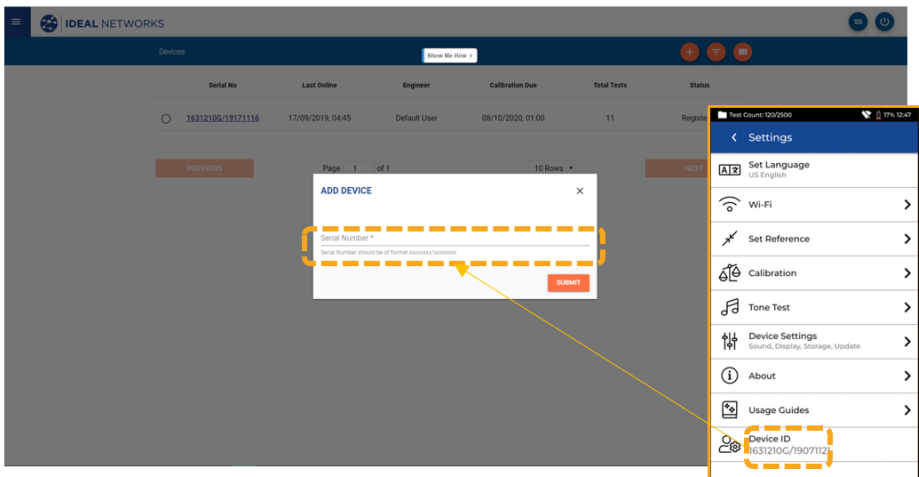 IDEAL NETWORKS
SS
Devices
Show Me How >
Serial No Last Online Engineer Calibration Due Total Tests Status
1631210G/19171116 17/09/2019, 04:45 Default User 08/10/2020, 01:00 11 Registe
PREVIOUS Page 1 of 1 10 Rows NEXT
ADD DEVICE
Serial Number *
Serial Number should be of format xxxxxxxx/xxxxxxxx
SUBMIT
Test Count: 120/2500 17% 12:47
Settings
Set Language
US English
Wi-Fi
Set Reference
Calibration
Tone Test
Device Settings
Sound, Display, Storage, Update
About
Usage Guides
Device ID
1631210G/19071121